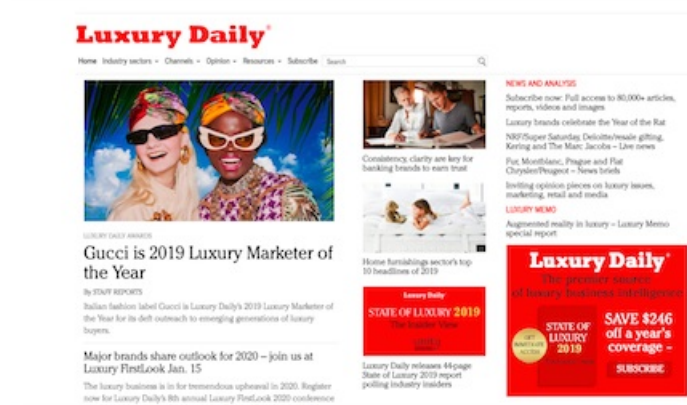 Luxury Daily®
Home Industry sectors Channels Opinion Resources Subscribe Search
LUXURY DAILY AWARDS
Gucci is 2019 Luxury Marketer of
the Year
By STAFF REPORTS
Italian fashion label Gucci is Luxury Daily's 2019 Luxury Marketer of
the Year for its deft outreach to emerging generations of luxury
buyers.
Major brands share outlook for 2020 – join us at
Luxury FirstLook Jan. 15
The luxury business is in for tremendous upheaval in 2020. Register
now for Luxury Daily's 8th annual Luxury FirstLook 2020 conference
Consistency, clarity are key for
banking brands to earn trust
Home furnishings sector's top
10 headlines of 2019
Luxury Daily
STATE OF LUXURY 2019
The Insider View
Luxury Daily releases 44-page
State of Luxury 2019 report
polling industry insiders
NEWS AND ANALYSIS
Subscribe now: Full access to 80,000+ articles,
reports, videos and images
Luxury brands celebrate the Year of the Rat
NRF/Super Saturday, Deloitte/resale gifting,
Kering and The Marc Jacobs – Live news
Fur, Montblanc, Prague and Fiat
Chrysler/Peugeot – News briefs
Inviting opinion pieces on luxury issues,
marketing, retail and media
LUXURY MEMO
Augmented reality in luxury – Luxury Memo
special report
Luxury Daily®
The premier source
of luxury business intelligence
GET
IMMEDIATE
ACCESS
STATE OF
LUXURY
2019
SAVE $246
off a year's
coverage –
SUBSCRIBE